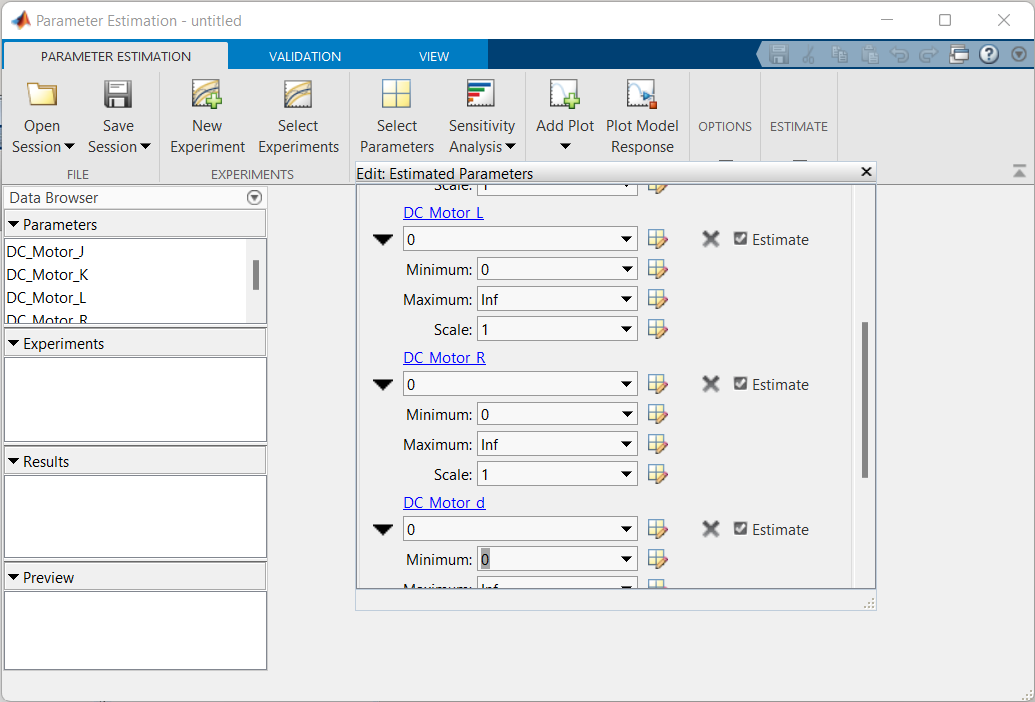 Parameter Estimation - untitled
PARAMETER ESTIMATION VALIDATION VIEW
Open Session
Save Session
New Experiment
Select Experiments
Select Parameters
Sensitivity Analysis
Add Plot
Plot Model Response
OPTIONS
ESTIMATE
FILE
EXPERIMENTS
Data Browser
Parameters
DC_Motor_J
DC_Motor_K
DC_Motor_L
DC_Motor_R
Experiments
Results
Preview
Edit: Estimated Parameters
Scale: 1
DC_Motor_L
0 Estimate
Minimum: 0
Maximum: Inf
Scale: 1
DC_Motor_R
0 Estimate
Minimum: 0
Maximum: Inf
Scale: 1
DC_Motor_d
0 Estimate
Minimum: 0
Maximum: Inf